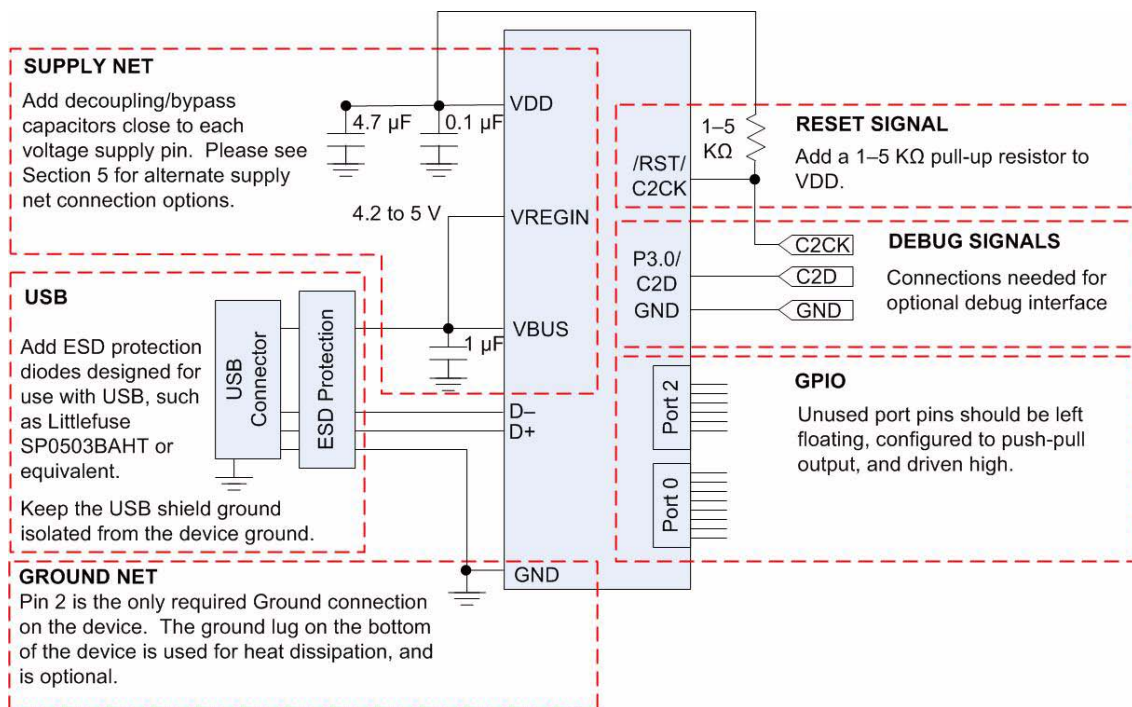 SUPPLY NET
Add decoupling/bypass
capacitors close to each
voltage supply pin. Please see
Section 5 for alternate supply
net connection options.
4.7 µF
0.1 µF
VDD
4.2 to 5 V
VREGIN
VBUS
1 µF
USB
Add ESD protection
diodes designed for
use with USB, such
as Littlefuse
SP0503BAHT or
equivalent.
Keep the USB shield ground
isolated from the device ground.
USB
Connector
ESD Protection
D–
D+
GROUND NET
Pin 2 is the only required Ground connection
on the device. The ground lug on the bottom
of the device is used for heat dissipation, and
is optional.
GND
/RST/
C2CK
1–5
KΩ
RESET SIGNAL
Add a 1–5 KΩ pull-up resistor to
VDD.
P3.0/
C2D
GND
C2CK
C2D
GND
DEBUG SIGNALS
Connections needed for
optional debug interface
Port 2
Port 0
GPIO
Unused port pins should be left
floating, configured to push-pull
output, and driven high.